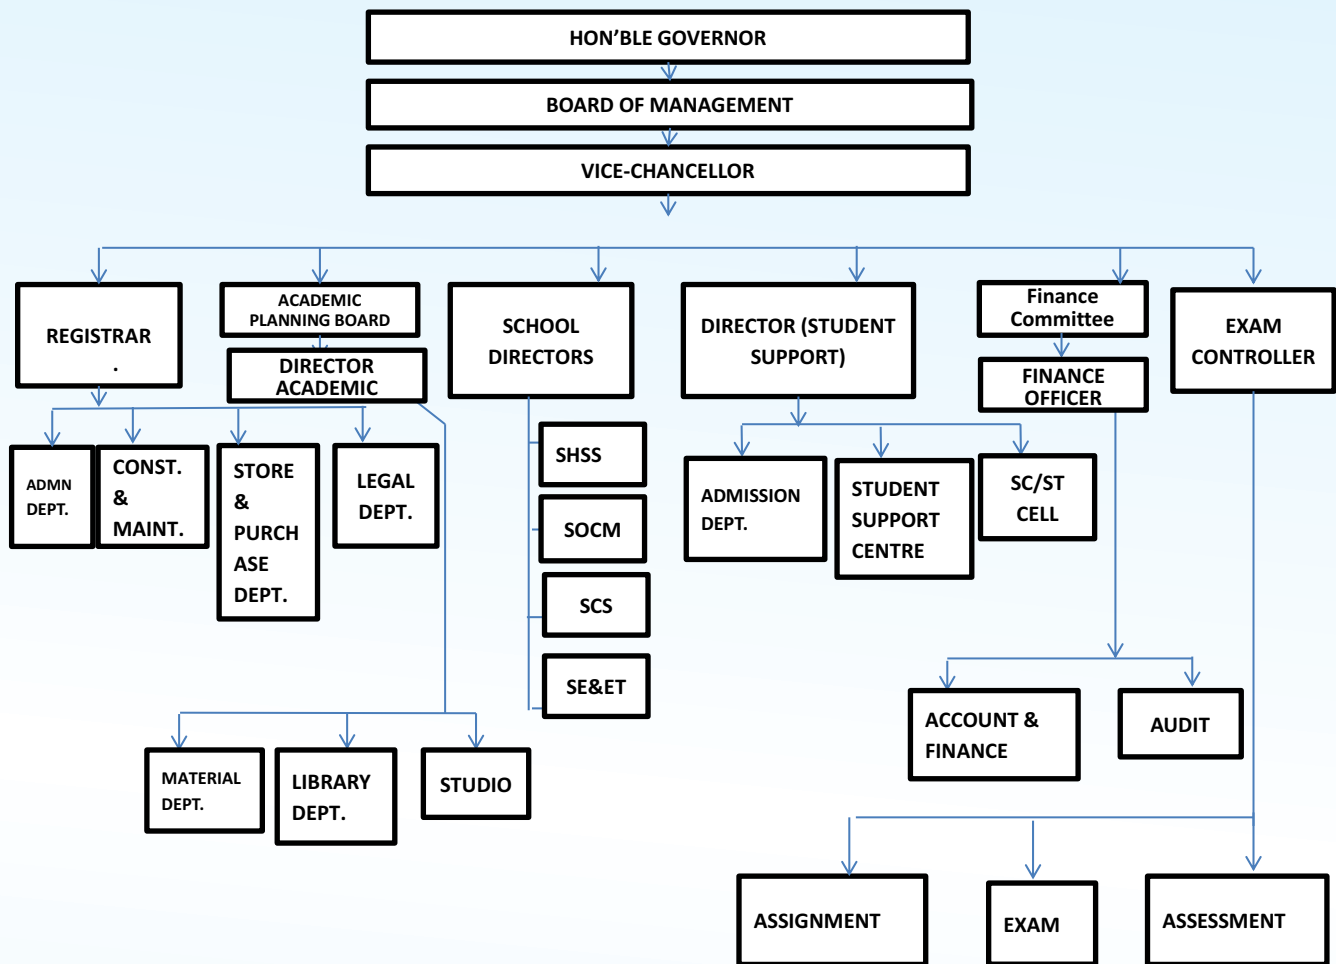 HON’BLE GOVERNOR
BOARD OF MANAGEMENT
VICE-CHANCELLOR
REGISTRAR
.
ACADEMIC
PLANNING BOARD
DIRECTOR
ACADEMIC
SCHOOL
DIRECTORS
DIRECTOR (STUDENT
SUPPORT)
Finance
Committee
FINANCE
OFFICER
EXAM
CONTROLLER
ADMN
DEPT.
CONST.
&
MAINT.
STORE
&
PURCH
ASE
DEPT.
LEGAL
DEPT.
SHSS
SOCM
SCS
SE&ET
ADMISSION
DEPT.
STUDENT
SUPPORT
CENTRE
SC/ST
CELL
ACCOUNT &
FINANCE
AUDIT
MATERIAL
DEPT.
LIBRARY
DEPT.
STUDIO
ASSIGNMENT
EXAM
ASSESSMENT